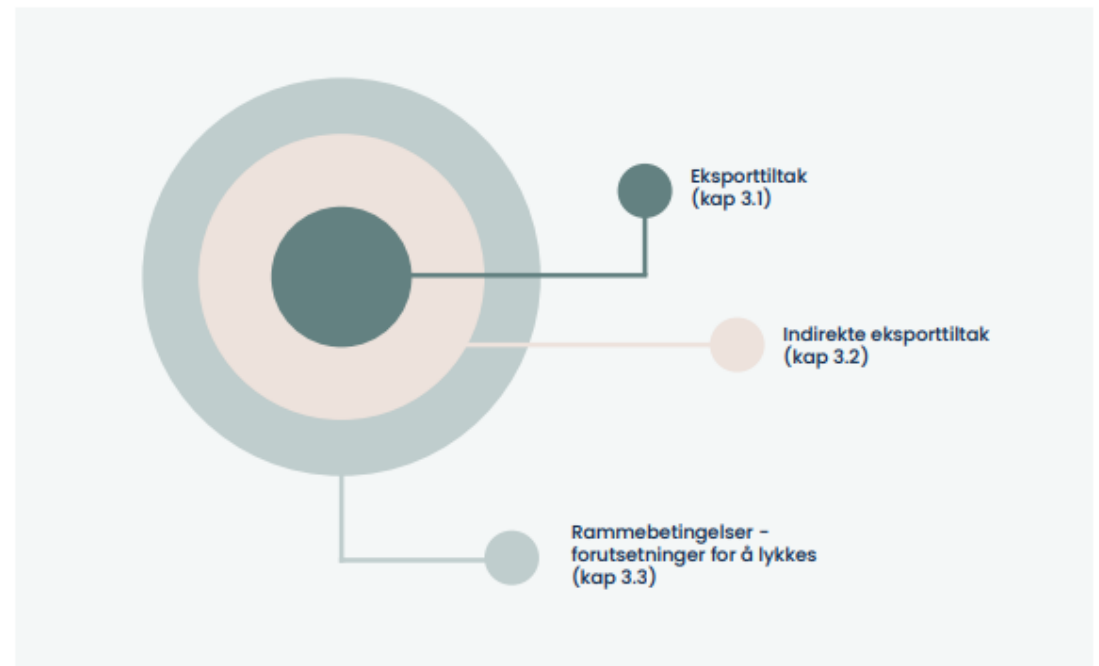 Eksporttiltak
(kap 3.1)
Indirekte eksporttiltak
(kap 3.2)
Rammebetingelser -
forutsetninger for å lykkes
(kap 3.3)